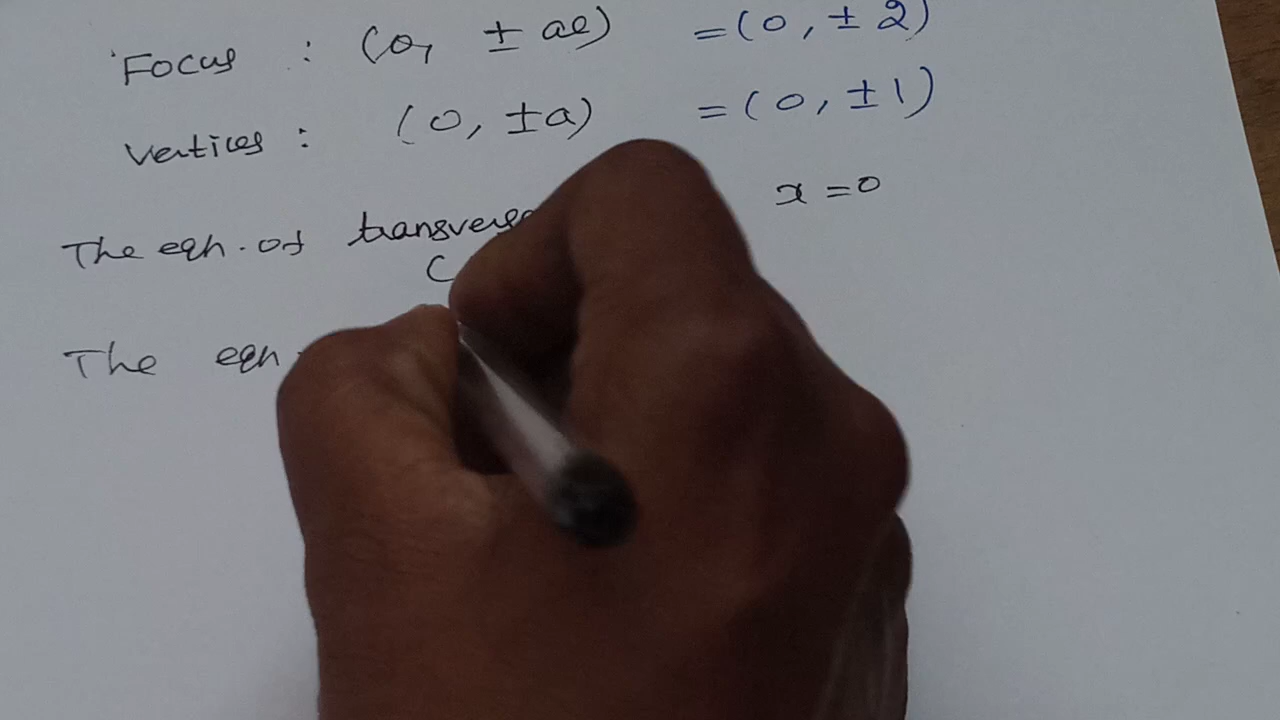 Focus : (0, ± ae) = (0, ± 2)
Vertices : (0, ±a) = (0, ±1)
The eqn. of transverse x = 0
C
The eqn